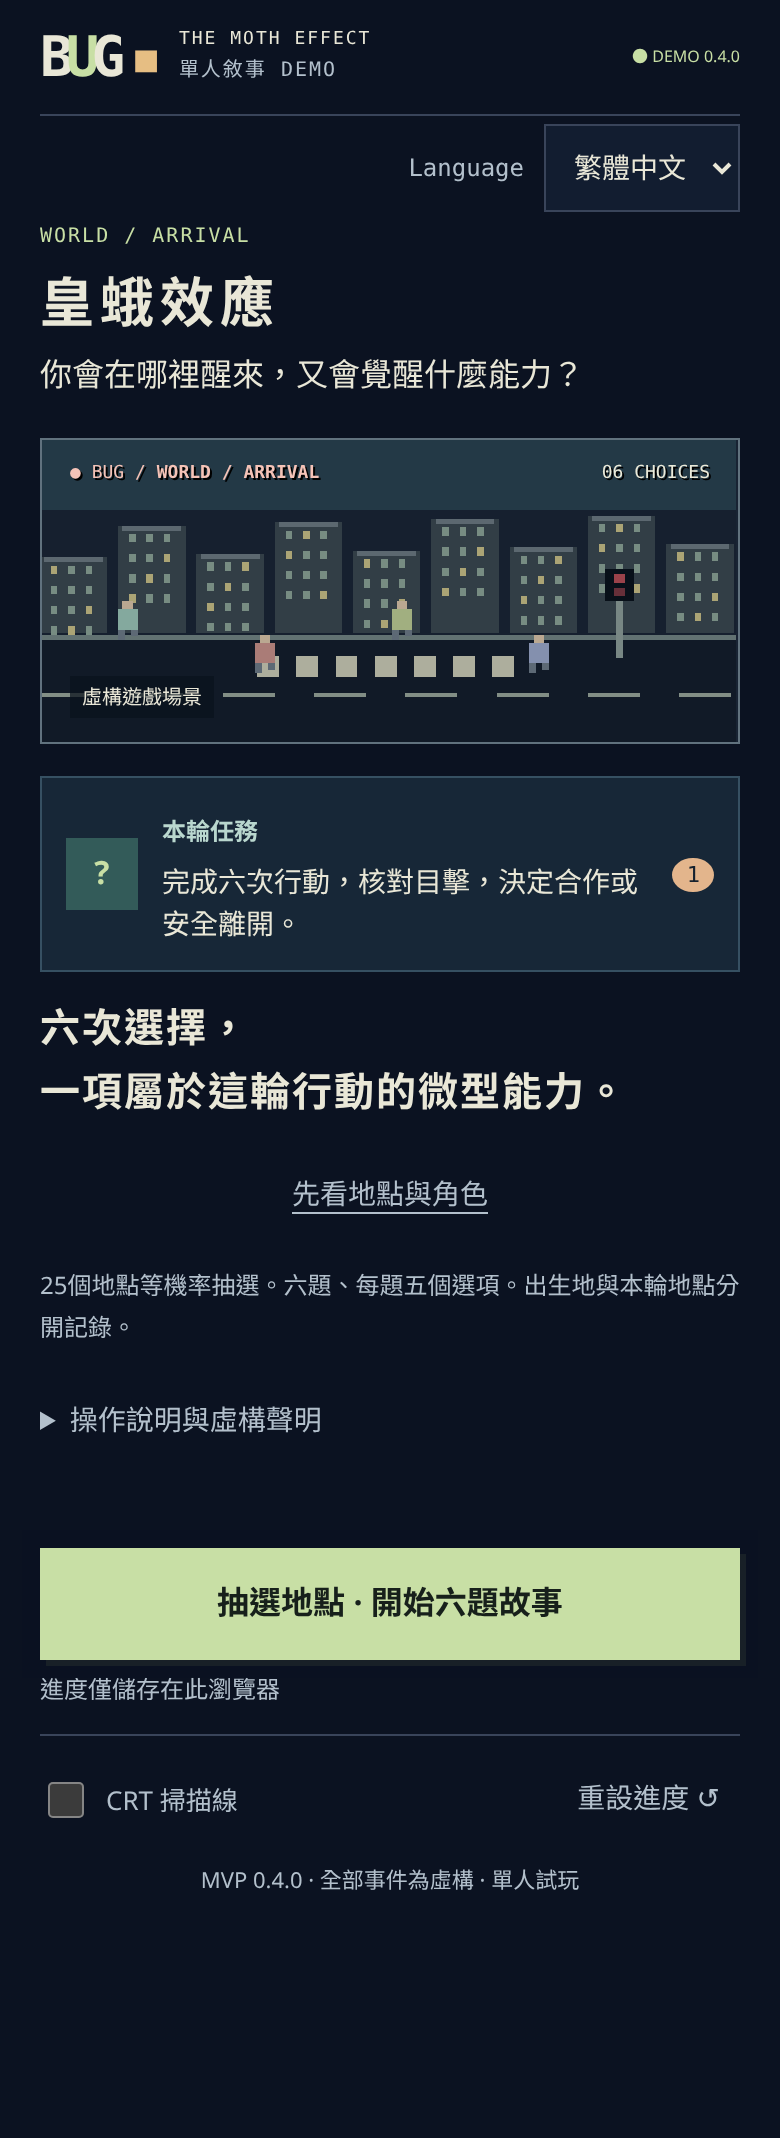 BUG
THE MOTH EFFECT
單人敘事 DEMO
DEMO 0.4.0
Language
繁體中文
WORLD / ARRIVAL
皇蛾效應
你會在哪裡醒來，又會覺醒什麼能力？
BUG / WORLD / ARRIVAL
06 CHOICES
虛構遊戲場景
?
本輪任務
完成六次行動，核對目擊，決定合作或
安全離開。
1
六次選擇，
一項屬於這輪行動的微型能力。
先看地點與角色
25個地點等機率抽選。六題、每題五個選項。出生地與本輪地點分
開記錄。
操作說明與虛構聲明
抽選地點 · 開始六題故事
進度僅儲存在此瀏覽器
CRT 掃描線
重設進度 ↺
MVP 0.4.0 · 全部事件為虛構 · 單人試玩